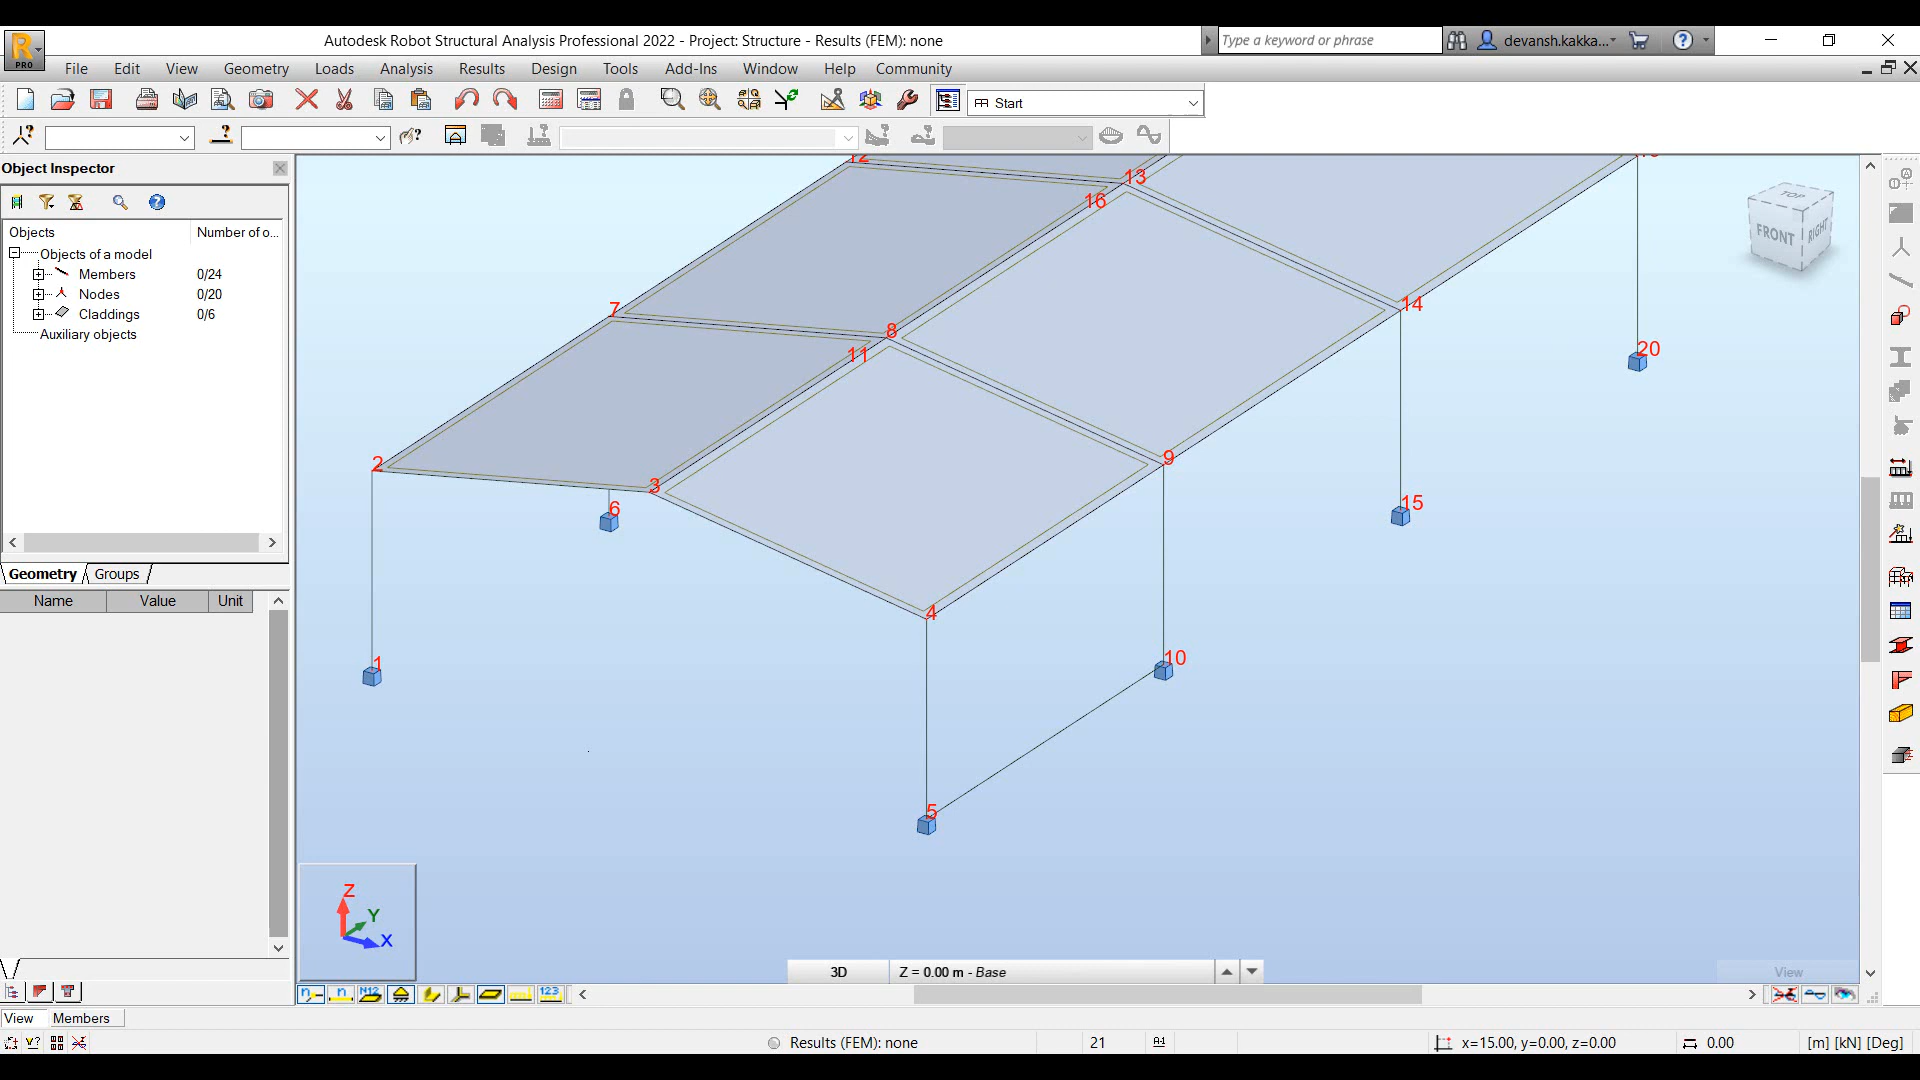 Autodesk Robot Structural Analysis Professional 2022 - Project: Structure - Results (FEM): none
Type a keyword or phrase
devansh.kakka...
PRO
File Edit View Geometry Loads Analysis Results Design Tools Add-Ins Window Help Community
Start
Object Inspector
Objects Number of o...
Objects of a model
Members 0/24
Nodes 0/20
Claddings 0/6
Auxiliary objects
Geometry Groups
Name Value Unit
12
13
16
14
7
8
11
20
2
3
9
6
15
4
1
10
5
TOP
FRONT
RIGHT
Z
Y
X
3D Z = 0.00 m - Base
View
View Members
Results (FEM): none 21 x=15.00, y=0.00, z=0.00 0.00 [m] [kN] [Deg]